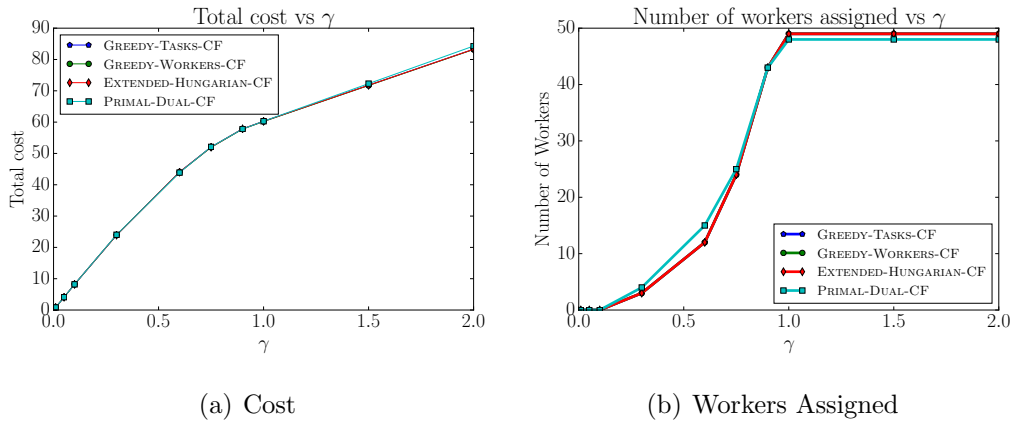 Total cost vs γ
90
80
70
60
50
40
30
20
10
0
Total cost
GREEDY-TASKS-CF
GREEDY-WORKERS-CF
EXTENDED-HUNGARIAN-CF
PRIMAL-DUAL-CF
0.0
0.5
1.0
1.5
2.0
γ
(a) Cost
Number of workers assigned vs γ
50
40
30
20
10
0
Number of Workers
GREEDY-TASKS-CF
GREEDY-WORKERS-CF
EXTENDED-HUNGARIAN-CF
PRIMAL-DUAL-CF
0.0
0.5
1.0
1.5
2.0
γ
(b) Workers Assigned